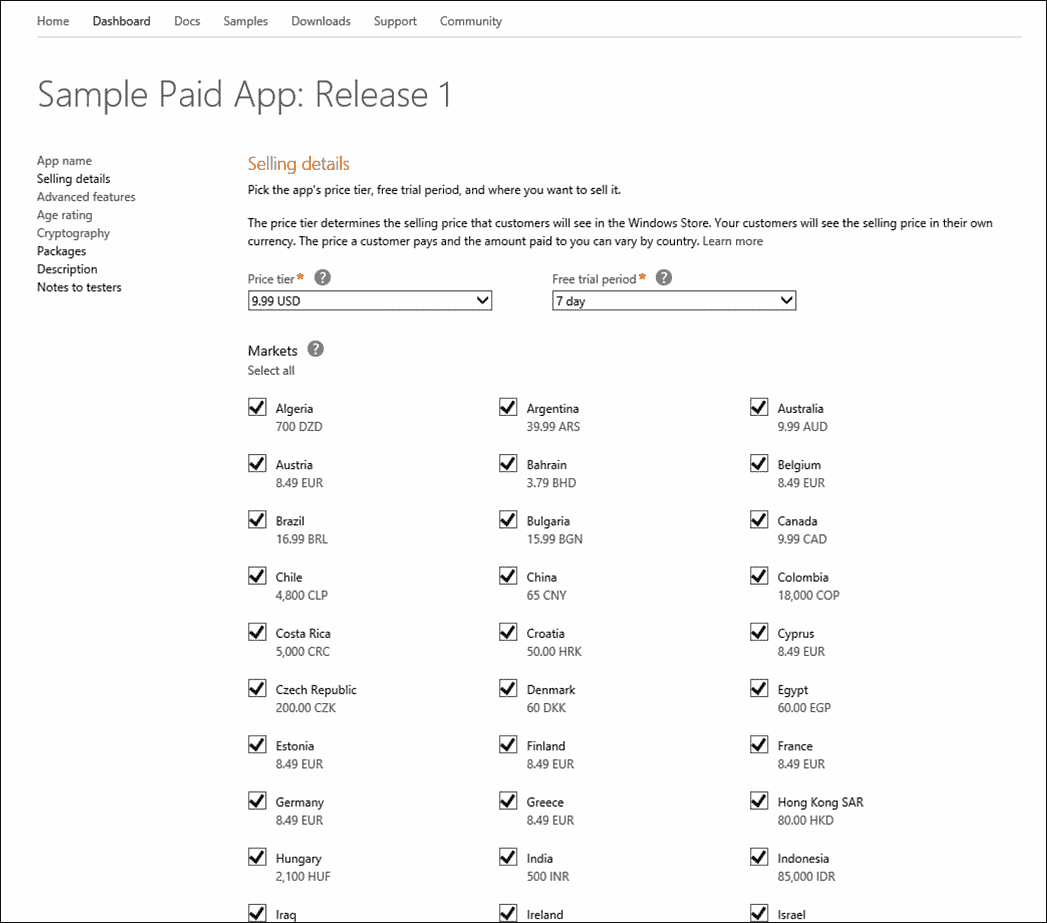 Home Dashboard Docs Samples Downloads Support Community
Sample Paid App: Release 1
App name
Selling details
Advanced features
Age rating
Cryptography
Packages
Description
Notes to testers
Selling details
Pick the app's price tier, free trial period, and where you want to sell it.
The price tier determines the selling price that customers will see in the Windows Store. Your customers will see the selling price in their own
currency. The price a customer pays and the amount paid to you can vary by country. Learn more
Price tier* ? Free trial period* ?
9.99 USD 7 day
Markets ?
Select all
Algeria Argentina Australia
700 DZD 39.99 ARS 9.99 AUD
Austria Bahrain Belgium
8.49 EUR 3.79 BHD 8.49 EUR
Brazil Bulgaria Canada
16.99 BRL 15.99 BGN 9.99 CAD
Chile China Colombia
4,800 CLP 65 CNY 18,000 COP
Costa Rica Croatia Cyprus
5,000 CRC 50.00 HRK 8.49 EUR
Czech Republic Denmark Egypt
200.00 CZK 60 DKK 60.00 EGP
Estonia Finland France
8.49 EUR 8.49 EUR 8.49 EUR
Germany Greece Hong Kong SAR
8.49 EUR 8.49 EUR 80.00 HKD
Hungary India Indonesia
2,100 HUF 500 INR 85,000 IDR
Iraq Ireland Israel